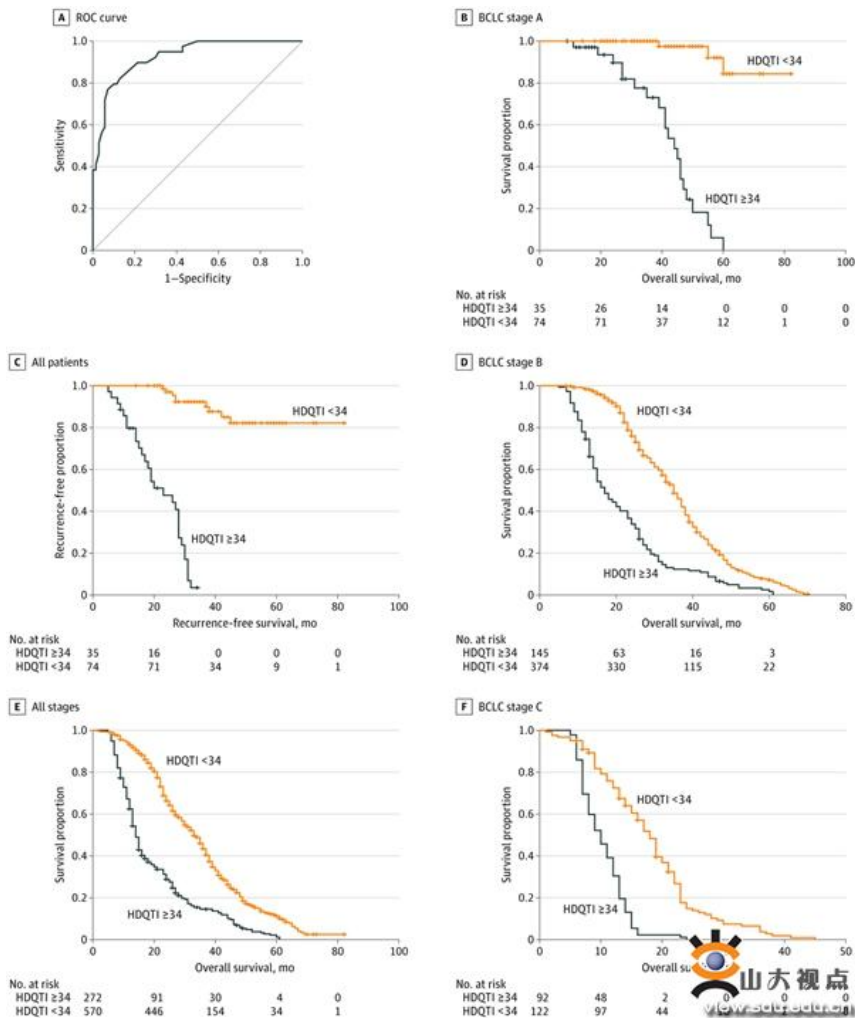 A ROC curve
1.0
0.8
0.6
0.4
0.2
0
Sensitivity
0 0.2 0.4 0.6 0.8 1.0
1−Specificity
B BCLC stage A
1.0
0.8
0.6
0.4
0.2
0
Survival proportion
HDQTI <34
HDQTI ≥34
0 20 40 60 80 100
Overall survival, mo
No. at risk
HDQTI ≥34 35 26 14 0 0 0
HDQTI <34 74 71 37 12 1 0
C All patients
1.0
0.8
0.6
0.4
0.2
0
Recurrence-free proportion
HDQTI <34
HDQTI ≥34
0 20 40 60 80 100
Recurrence-free survival, mo
No. at risk
HDQTI ≥34 35 16 0 0 0
HDQTI <34 74 71 34 9 1
D BCLC stage B
1.0
0.8
0.6
0.4
0.2
0
Survival proportion
HDQTI <34
HDQTI ≥34
0 20 40 60 80
Overall survival, mo
No. at risk
HDQTI ≥34 145 63 16 3
HDQTI <34 374 330 115 22
E All stages
1.0
0.8
0.6
0.4
0.2
0
Survival proportion
HDQTI <34
HDQTI ≥34
0 20 40 60 80 100
Overall survival, mo
No. at risk
HDQTI ≥34 272 91 30 4 0
HDQTI <34 570 446 154 34 1
F BCLC stage C
1.0
0.8
0.6
0.4
0.2
0
Survival proportion
HDQTI <34
HDQTI ≥34
0 10 20 40 50
Overall
No. at risk
HDQTI ≥34 92 48 2
HDQTI <34 122 97 44
山大视点
view.sdu.edu.cn